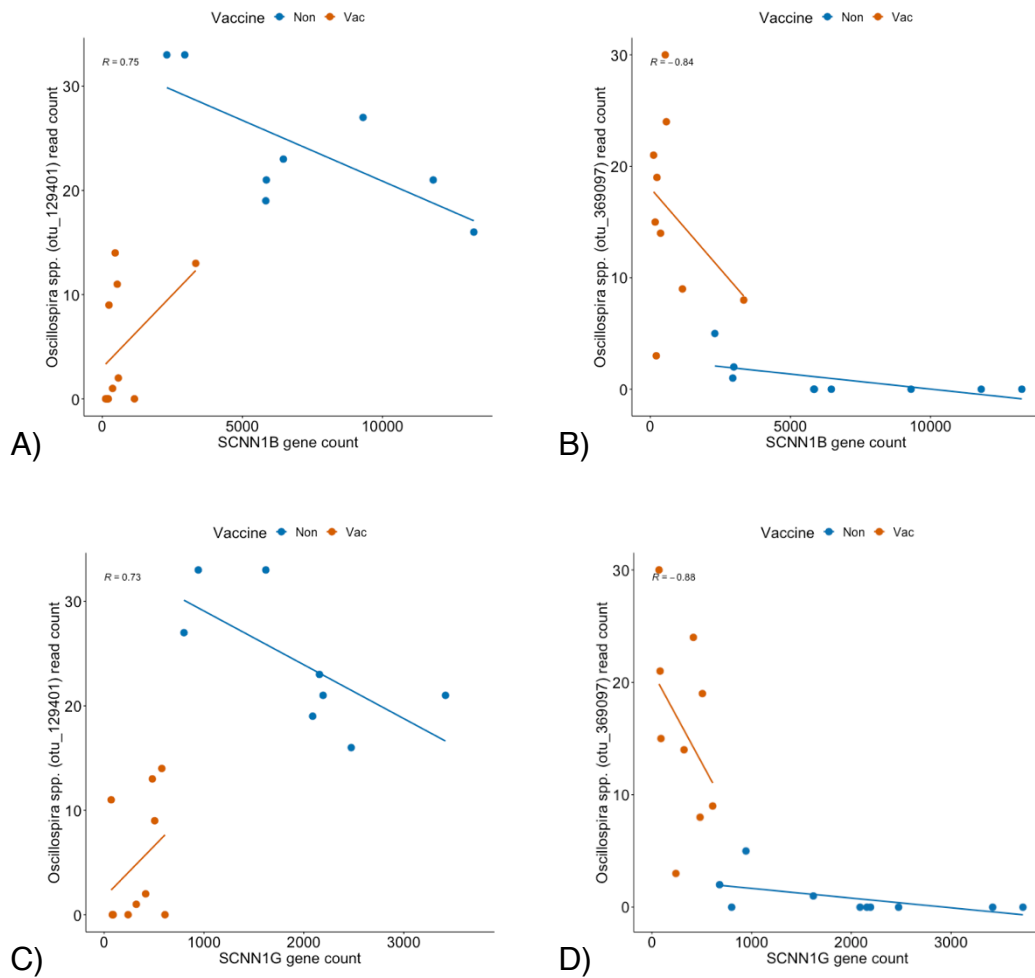 Vaccine Non Vac
R = 0.75
Oscillospira spp. (otu_129401) read count
30
20
10
0
0 5000 10000
SCNN1B gene count
A)
Vaccine Non Vac
R = −0.84
Oscillospira spp. (otu_369097) read count
30
20
10
0
0 5000 10000
SCNN1B gene count
B)
Vaccine Non Vac
R = 0.73
Oscillospira spp. (otu_129401) read count
30
20
10
0
0 1000 2000 3000
SCNN1G gene count
C)
Vaccine Non Vac
R = −0.88
Oscillospira spp. (otu_369097) read count
30
20
10
0
0 1000 2000 3000
SCNN1G gene count
D)